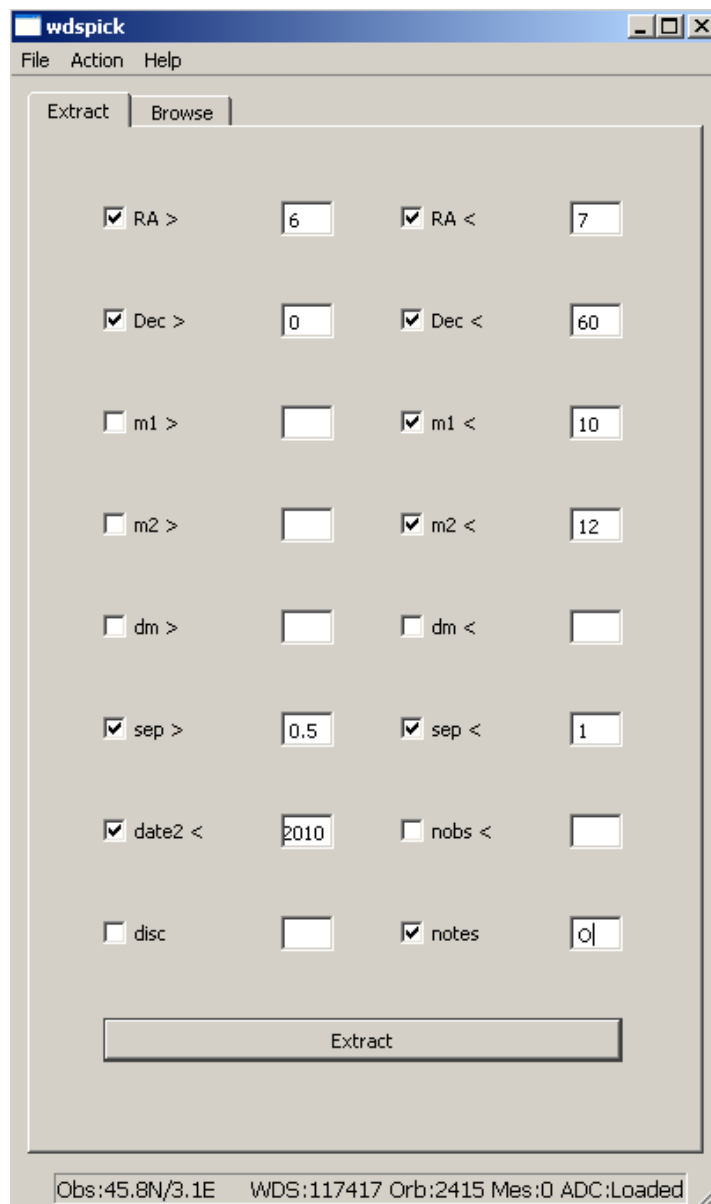 wdspick
File Action Help
Extract Browse
RA > 6 RA < 7
Dec > 0 Dec < 60
m1 > m1 < 10
m2 > m2 < 12
dm > dm <
sep > 0.5 sep < 1
date2 < 2010 nobs <
disc notes O
Extract
Obs:45.8N/3.1E WDS:117417 Orb:2415 Mes:0 ADC:Loaded